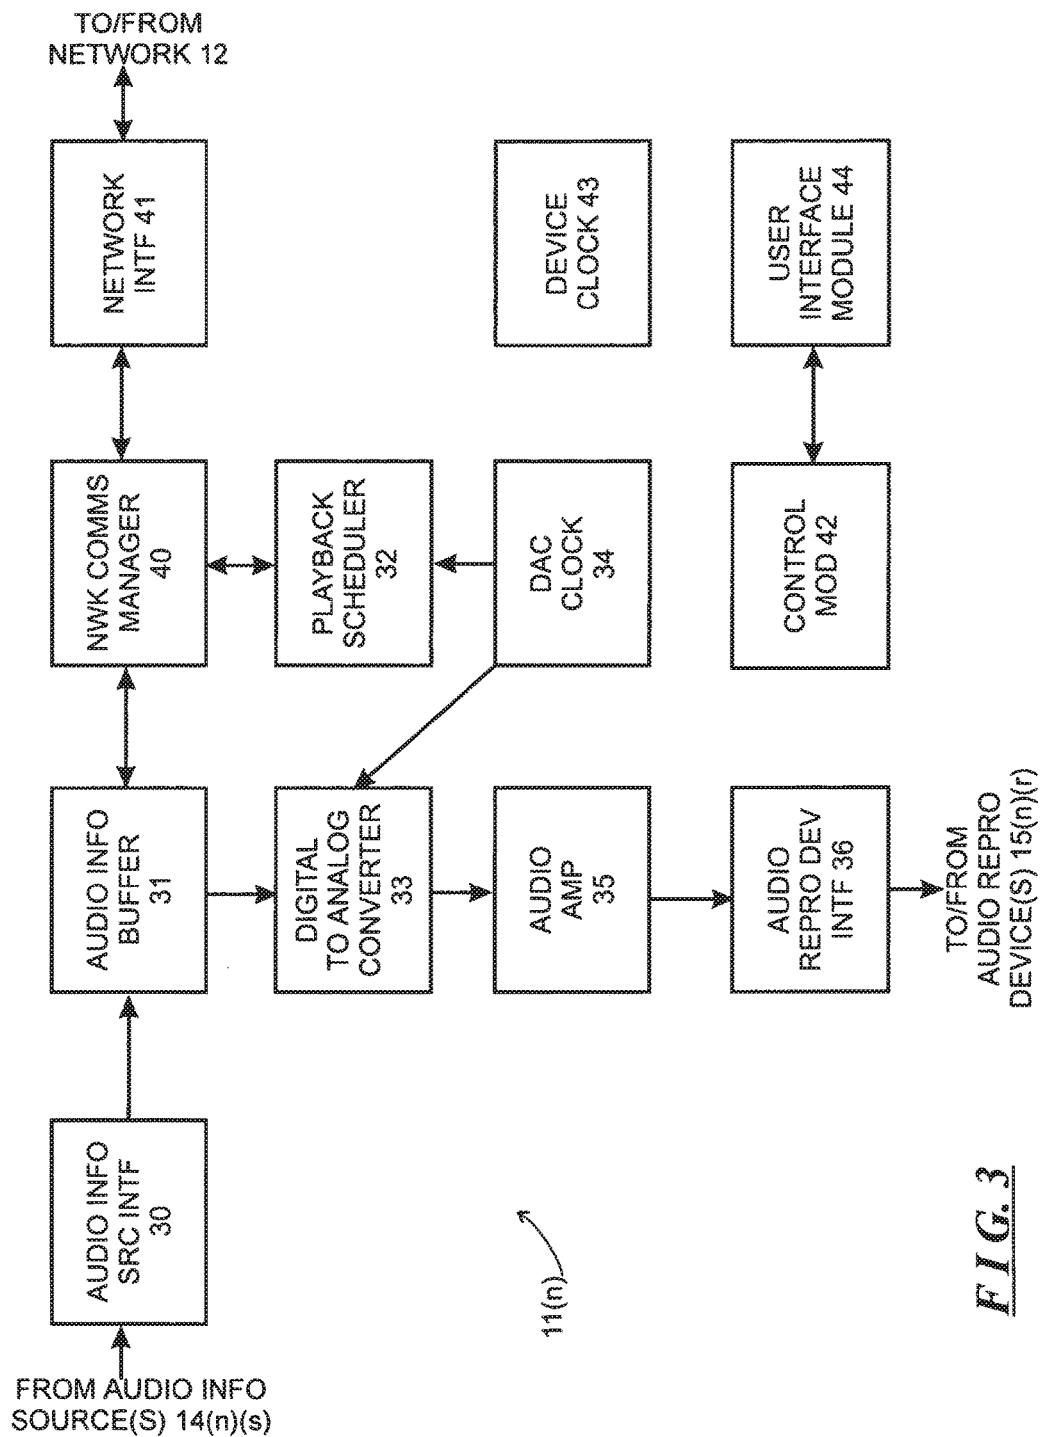 TO/FROM
NETWORK 12
NETWORK
INTF 41
DEVICE
CLOCK 43
USER
INTERFACE
MODULE 44
NWK COMMS
MANAGER
40
PLAYBACK
SCHEDULER
32
DAC
CLOCK
34
CONTROL
MOD 42
AUDIO INFO
BUFFER
31
DIGITAL
TO ANALOG
CONVERTER
33
AUDIO
AMP
35
AUDIO
REPRO DEV
INTF 36
TO/FROM
AUDIO REPRO
DEVICE(S) 15(n)(r)
AUDIO INFO
SRC INTF
30
11(n)
FIG. 3
FROM AUDIO INFO
SOURCE(S) 14(n)(s)